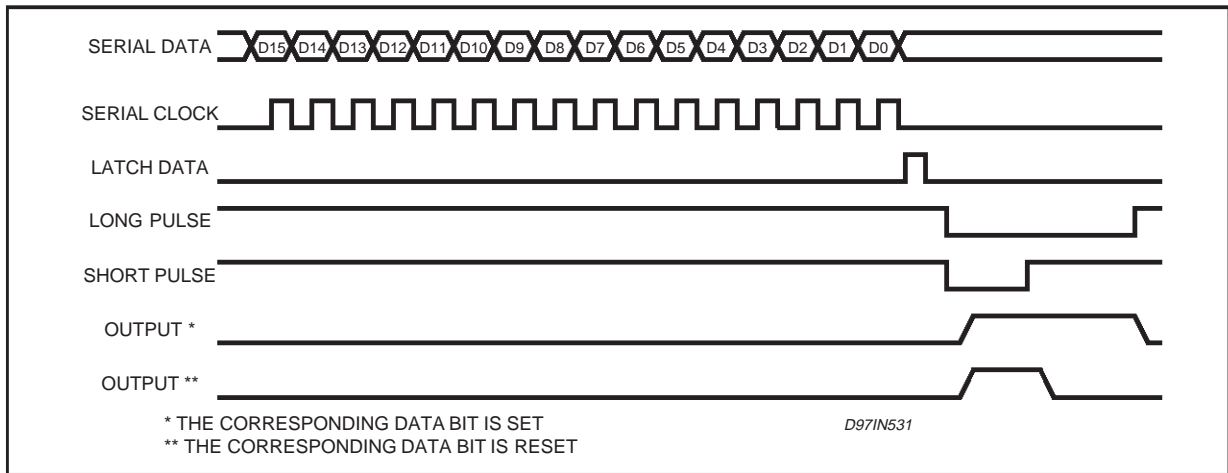 SERIAL DATA
D15 D14 D13 D12 D11 D10 D9 D8 D7 D6 D5 D4 D3 D2 D1 D0
SERIAL CLOCK
LATCH DATA
LONG PULSE
SHORT PULSE
OUTPUT *
OUTPUT **
* THE CORRESPONDING DATA BIT IS SET
D97IN531
** THE CORRESPONDING DATA BIT IS RESET